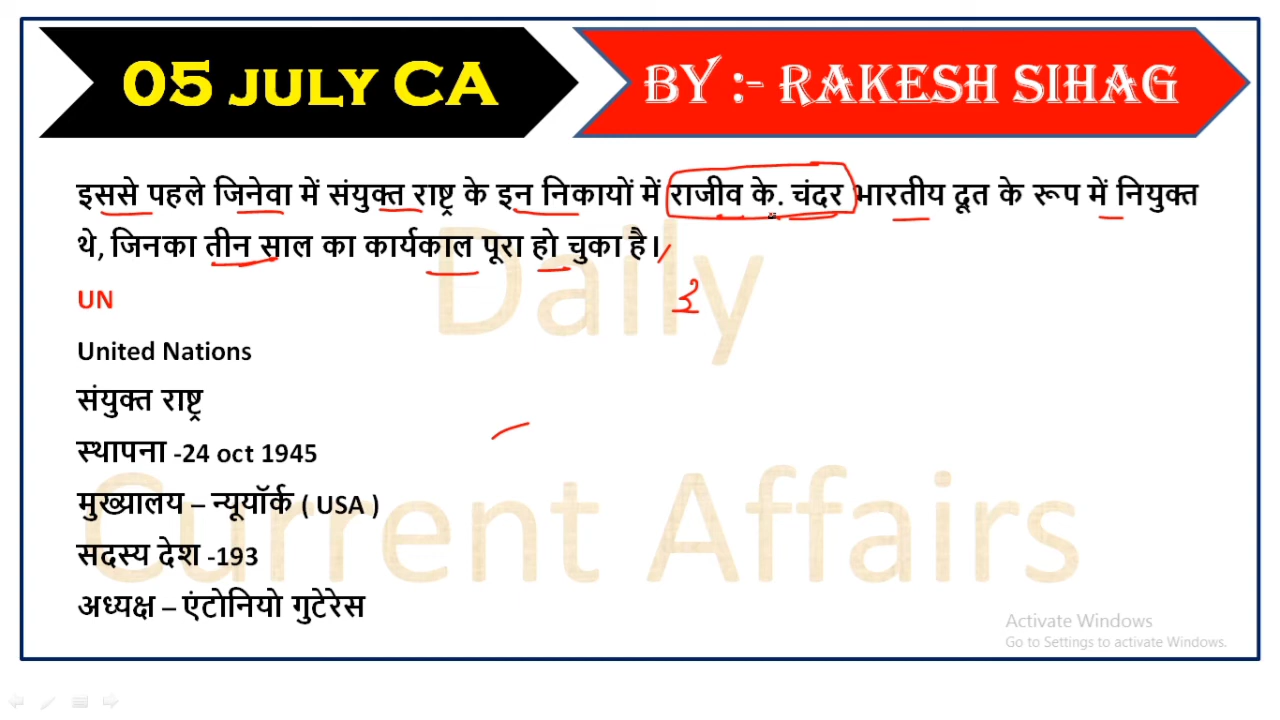 05 JULY CA
BY :- RAKESH SIHAG
इससे पहले जिनेवा में संयुक्त राष्ट्र के इन निकायों में राजीव के. चंदर भारतीय दूत के रूप में नियुक्त
थे, जिनका तीन साल का कार्यकाल पूरा हो चुका है।
UN
United Nations
संयुक्त राष्ट्र
स्थापना -24 oct 1945
मुख्यालय – न्यूयॉर्क ( USA )
सदस्य देश -193
अध्यक्ष – एंटोनियो गुटेरेस
Daily
Current Affairs
Activate Windows
Go to Settings to activate Windows.